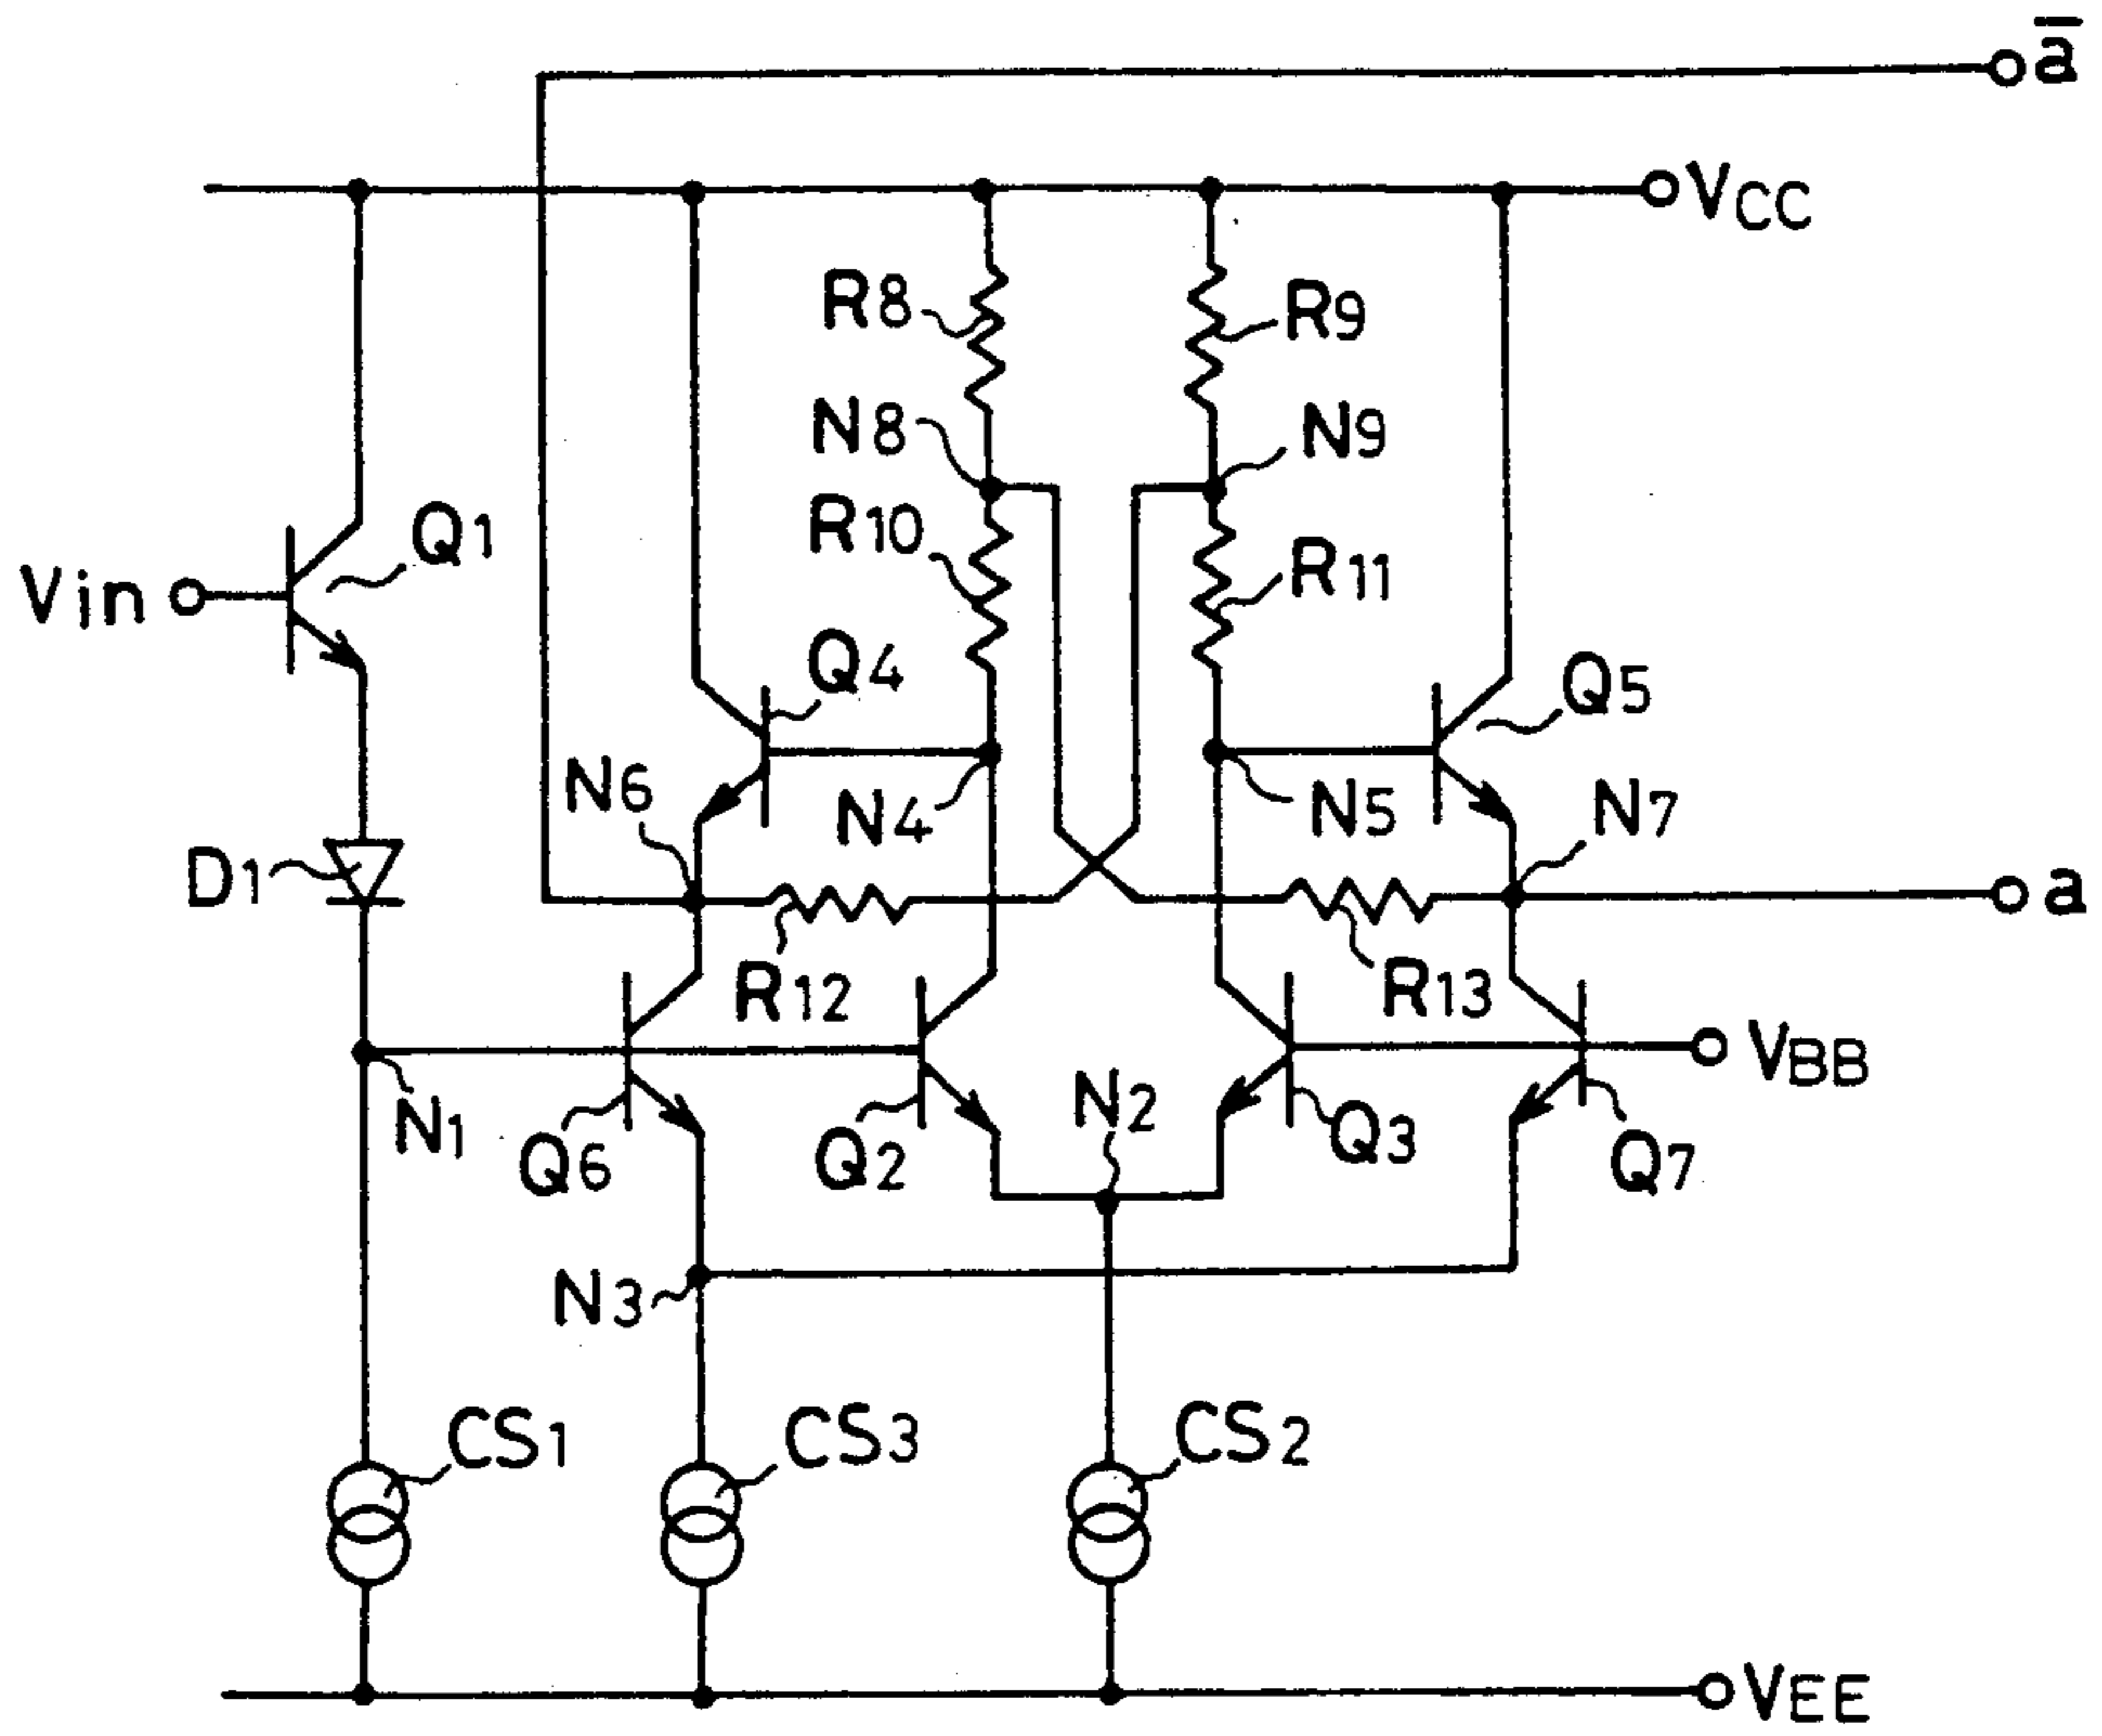 a̅
VCC
R8
R9
N8
N9
Q1
R10
R11
Vin
Q4
Q5
N6
N4
N5
N7
D1
a
R12
R13
VBB
N1
N2
Q6
Q2
Q3
Q7
N3
CS1
CS3
CS2
VEE